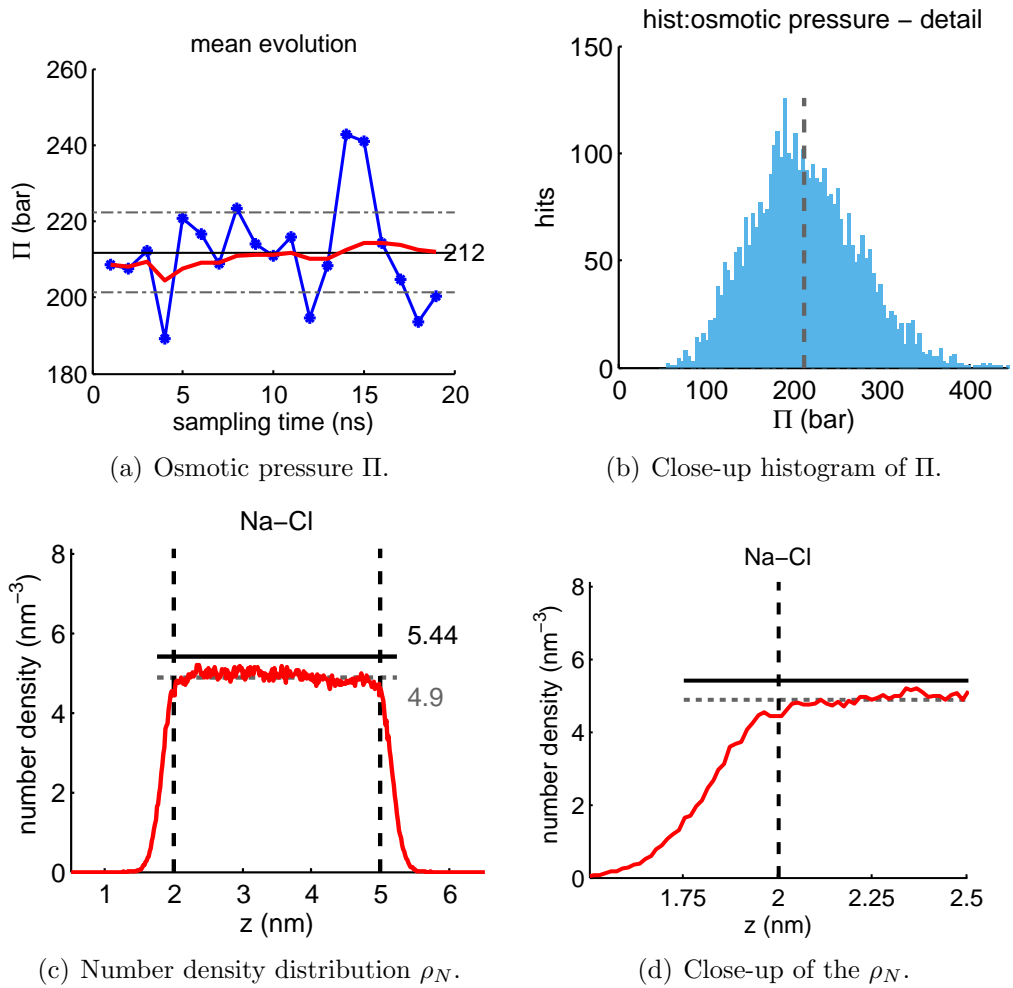 mean evolution
260
240
220
200
180
Π (bar)
212
0
5
10
15
20
sampling time (ns)
(a) Osmotic pressure Π.
hist:osmotic pressure – detail
150
100
50
0
hits
0
100
200
300
400
Π (bar)
(b) Close-up histogram of Π.
Na–Cl
8
6
4
2
0
number density (nm⁻³)
5.44
4.9
1
2
3
4
5
6
z (nm)
(c) Number density distribution ρ_N.
Na–Cl
8
6
4
2
0
number density (nm⁻³)
1.75
2
2.25
2.5
z (nm)
(d) Close-up of the ρ_N.